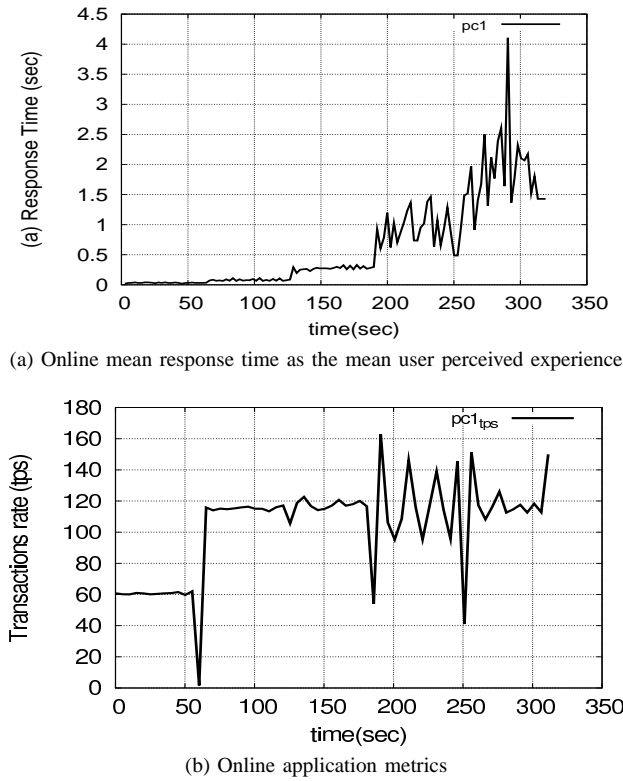 4.5
pc1
4
3.5
3
2.5
2
1.5
1
0.5
0
0 50 100 150 200 250 300 350
(a) Response Time (sec)
time(sec)
(a) Online mean response time as the mean user perceived experience
180
pc1tps
160
140
120
100
80
60
40
20
0
0 50 100 150 200 250 300 350
Transactions rate (tps)
time(sec)
(b) Online application metrics